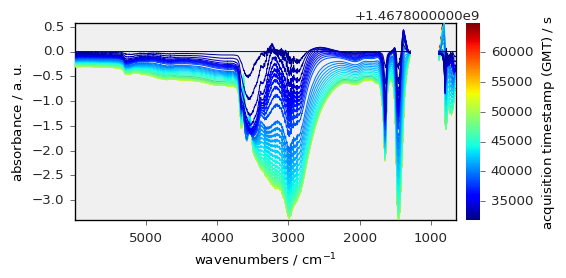 +1.4678000000e9
0.5
0.0
−0.5
−1.0
−1.5
−2.0
−2.5
−3.0
absorbance / a. u.
5000 4000 3000 2000 1000
wavenumbers / cm⁻¹
60000
55000
50000
45000
40000
35000
acquisition timestamp (GMT) / s